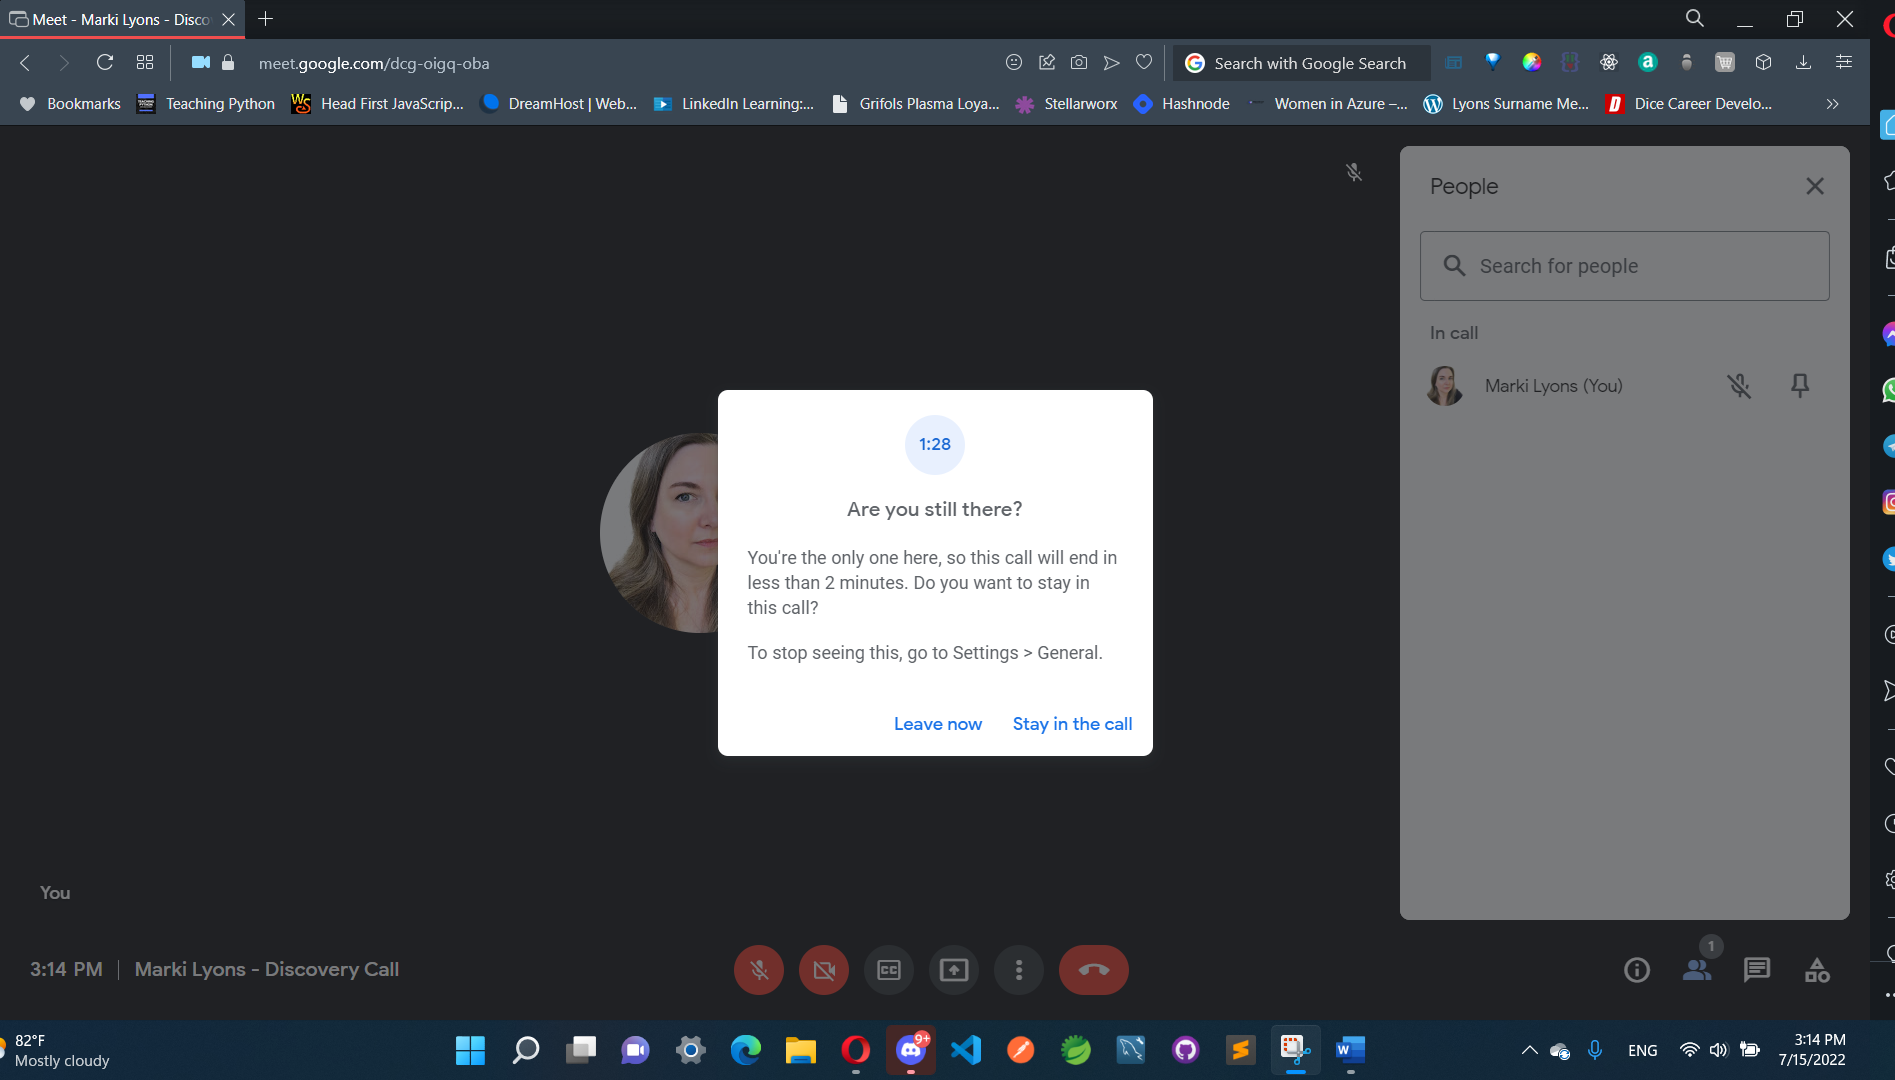 Meet - Marki Lyons - Disco
meet.google.com/dcg-oigq-oba
Search with Google Search
Bookmarks
Teaching Python
Head First JavaScrip...
DreamHost | Web...
LinkedIn Learning:...
Grifols Plasma Loya...
Stellarworx
Hashnode
Women in Azure –...
Lyons Surname Me...
Dice Career Develo...
People
Search for people
In call
Marki Lyons (You)
1:28
Are you still there?
You're the only one here, so this call will end in
less than 2 minutes. Do you want to stay in
this call?
To stop seeing this, go to Settings > General.
Leave now
Stay in the call
You
3:14 PM
Marki Lyons - Discovery Call
CC
1
82°F
Mostly cloudy
9+
ENG
3:14 PM
7/15/2022